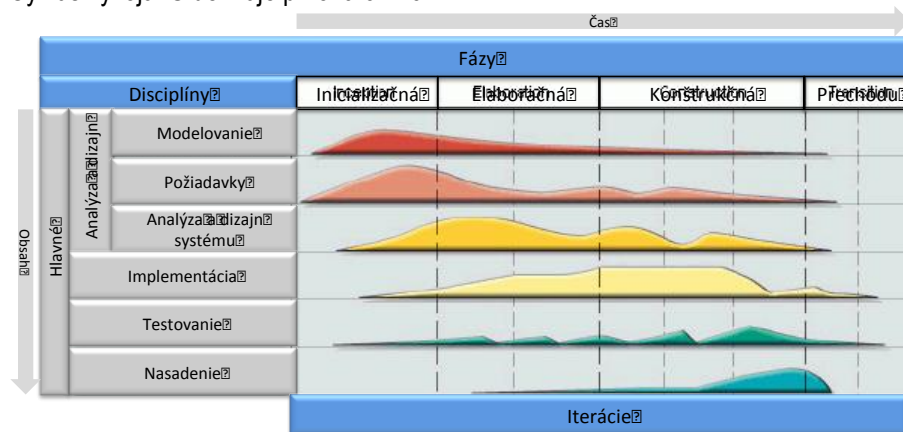 Čas
Fázy
Disciplíny
Inicializačná
Elaboračná
Konštrukčná
Prechodu
Obsah
Hlavné
Analýza a dizajn
Modelovanie
Požiadavky
Analýza a dizajn
systému
Implementácia
Testovanie
Nasadenie
Iterácie